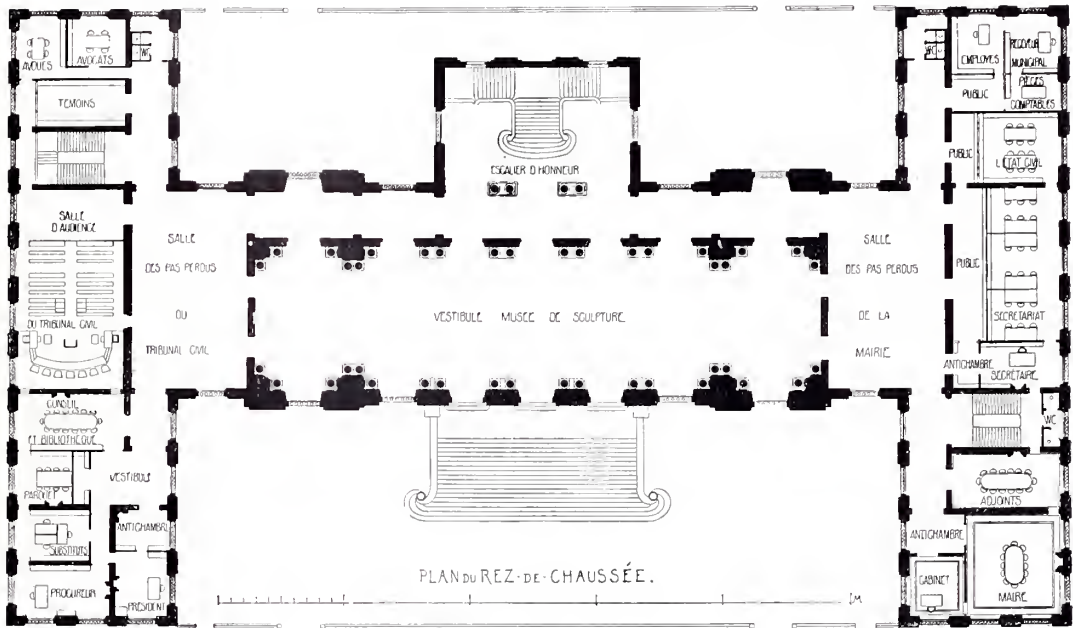 AVOUES
AVOCATS
WC
TEMOINS
SALLE
D'AUDIENCE
DU TRIBUNAL CIVIL
CONSEIL
ET BIBLIOTHEQUE
PARQUET
SUBSTITUTS
PROCUREUR
VESTIBULE
ANTICHAMBRE
PRÉSIDENT
SALLE
DES PAS PERDUS
DU
TRIBUNAL CIVIL
ESCALIER D'HONNEUR
VESTIBULE MUSEE DE SCULPTURE
SALLE
DES PAS PERDUS
DE LA
MAIRIE
WC
EMPLOYES
RECEVEUR
MUNICIPAL
PUBLIC
PIECES
COMPTABLES
PUBLIC
L'ETAT CIVIL
PUBLIC
SECRETARIAT
ANTICHAMBRE
SECRÉTAIRE
WC
ADJOINTS
ANTICHAMBRE
CABINET
MAIRE
PLAN DU REZ-DE-CHAUSSÉE.
M